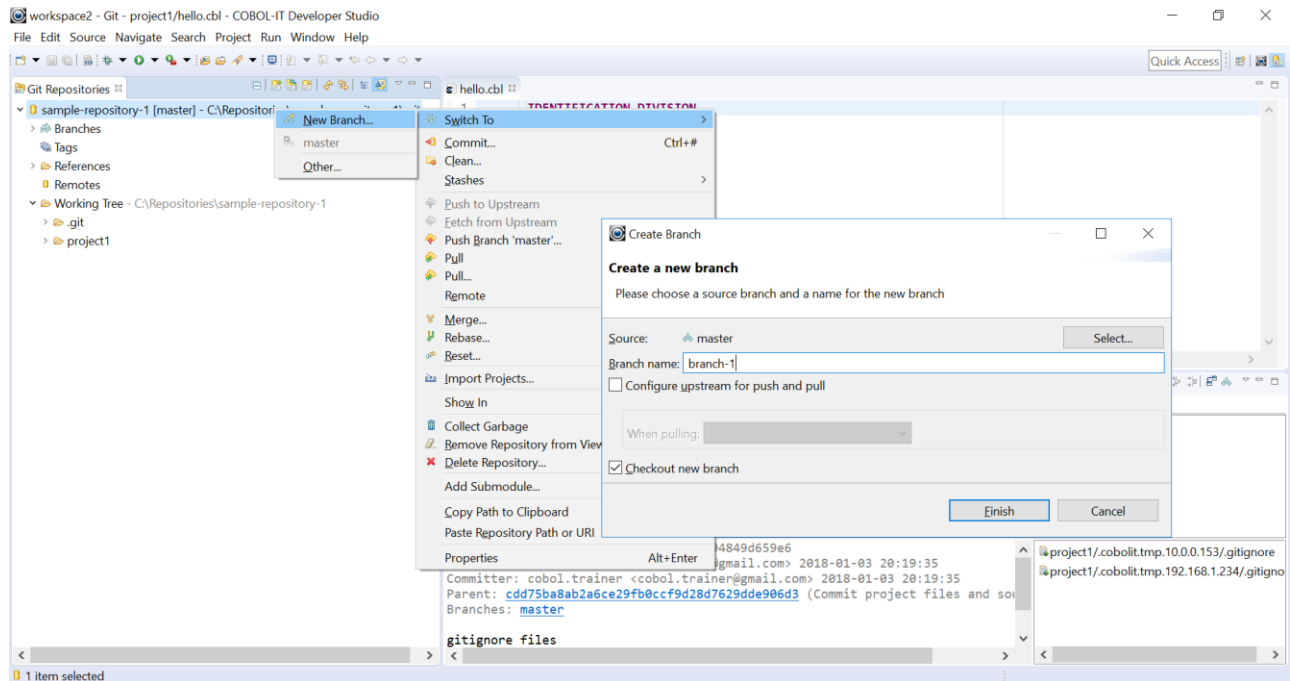 workspace2 - Git - project1/hello.cbl - COBOL-IT Developer Studio
File Edit Source Navigate Search Project Run Window Help
Quick Access
Git Repositories
hello.cbl
sample-repository-1 [master] - C:\Repositori
Branches
Tags
References
Remotes
Working Tree - C:\Repositories\sample-repository-1
.git
project1
New Branch...
master
Other...
1 IDENTIFICATION DIVISION
Switch To
Commit... Ctrl+#
Clean...
Stashes
Push to Upstream
Fetch from Upstream
Push Branch 'master'...
Pull
Pull...
Remote
Merge...
Rebase...
Reset...
Import Projects...
Show In
Collect Garbage
Remove Repository from View
Delete Repository...
Add Submodule...
Copy Path to Clipboard
Paste Repository Path or URI
Properties Alt+Enter
Create Branch
Create a new branch
Please choose a source branch and a name for the new branch
Source: master Select...
Branch name: branch-1
Configure upstream for push and pull
When pulling:
Checkout new branch
Finish Cancel
04849d659e6
@gmail.com> 2018-01-03 20:19:35
Committer: cobol.trainer <cobol.trainer@gmail.com> 2018-01-03 20:19:35
Parent: cdd75ba8ab2a6ce29fb0ccf9d28d7629dde906d3 (Commit project files and sou
Branches: master
gitignore files
project1/.cobolit.tmp.10.0.0.153/.gitignore
project1/.cobolit.tmp.192.168.1.234/.gitigno
1 item selected